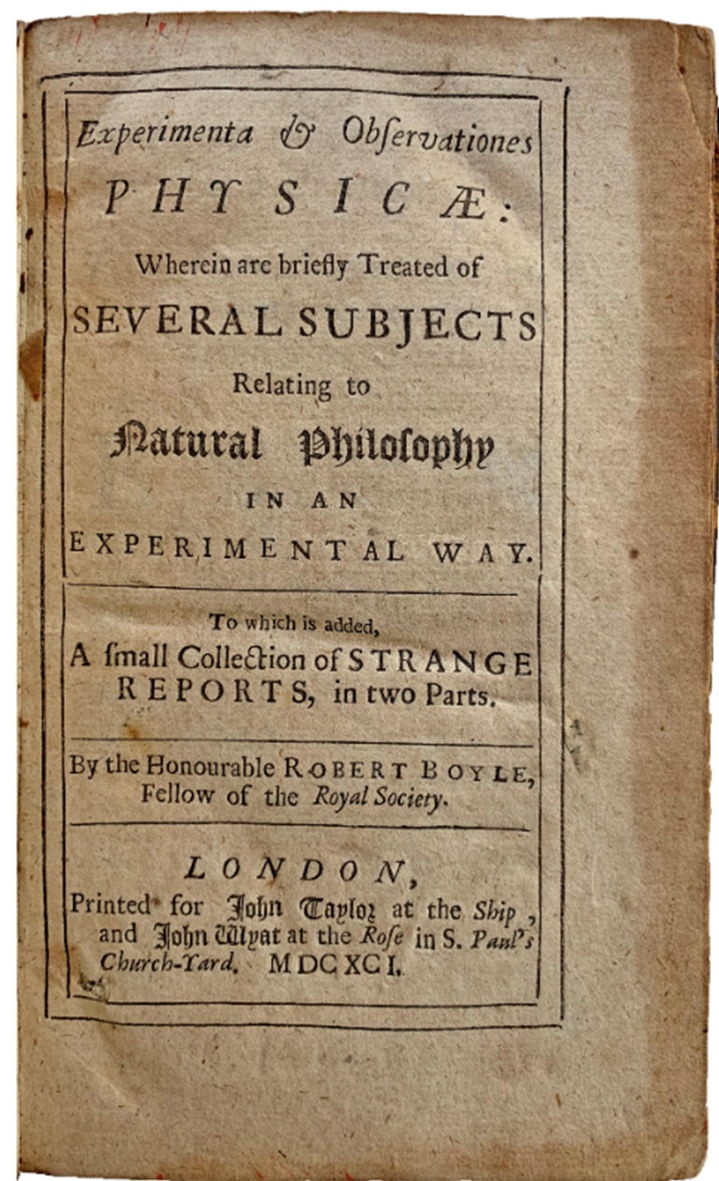 Experimenta & Obſervationes
PHYSICÆ:
Wherein are briefly Treated of
SEVERAL SUBJECTS
Relating to
Natural Philoſophy
IN AN
EXPERIMENTAL WAY.
To which is added,
A ſmall Collection of STRANGE
REPORTS, in two Parts.
By the Honourable ROBERT BOYLE,
Fellow of the Royal Society.
LONDON,
Printed for John Taylor at the Ship,
and John Wyat at the Roſe in S. Paul's
Church-Yard. MDCXCI.